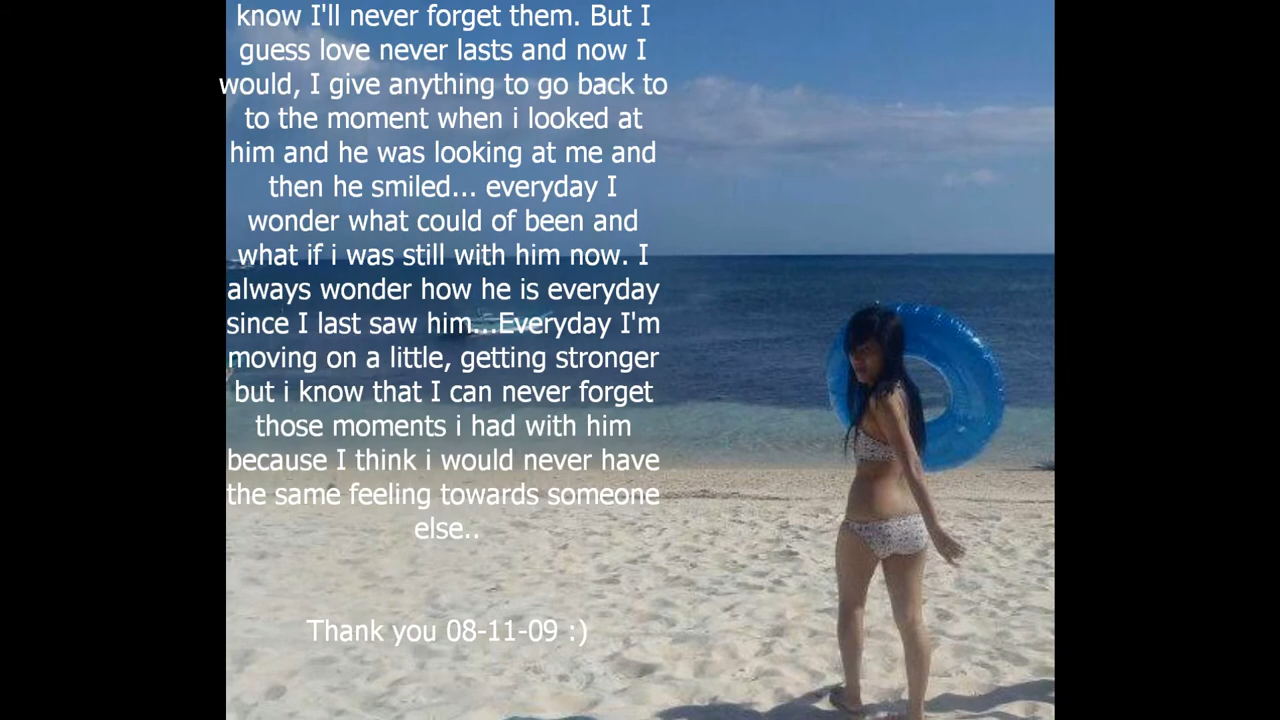 know I'll never forget them. But I
guess love never lasts and now I
would, I give anything to go back to
to the moment when i looked at
him and he was looking at me and
then he smiled... everyday I
wonder what could of been and
what if i was still with him now. I
always wonder how he is everyday
since I last saw him...Everyday I'm
moving on a little, getting stronger
but i know that I can never forget
those moments i had with him
because I think i would never have
the same feeling towards someone
else..
Thank you 08-11-09 :)